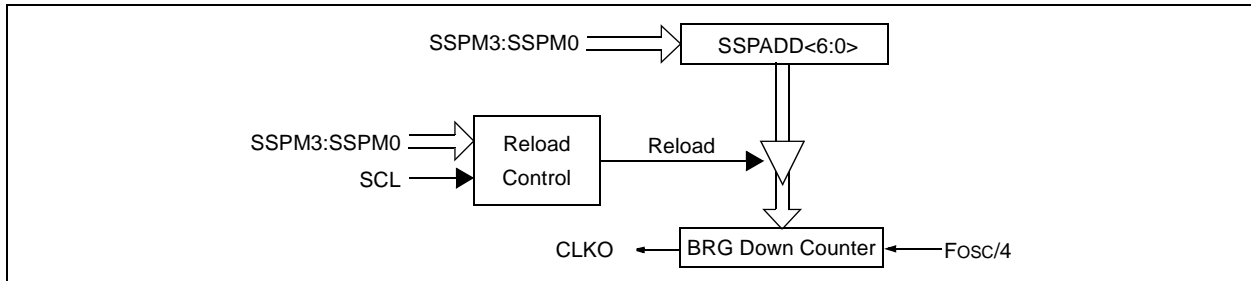 SSPM3:SSPM0
SSPADD<6:0>
SSPM3:SSPM0
SCL
Reload
Control
Reload
CLKO
BRG Down Counter
FOSC/4